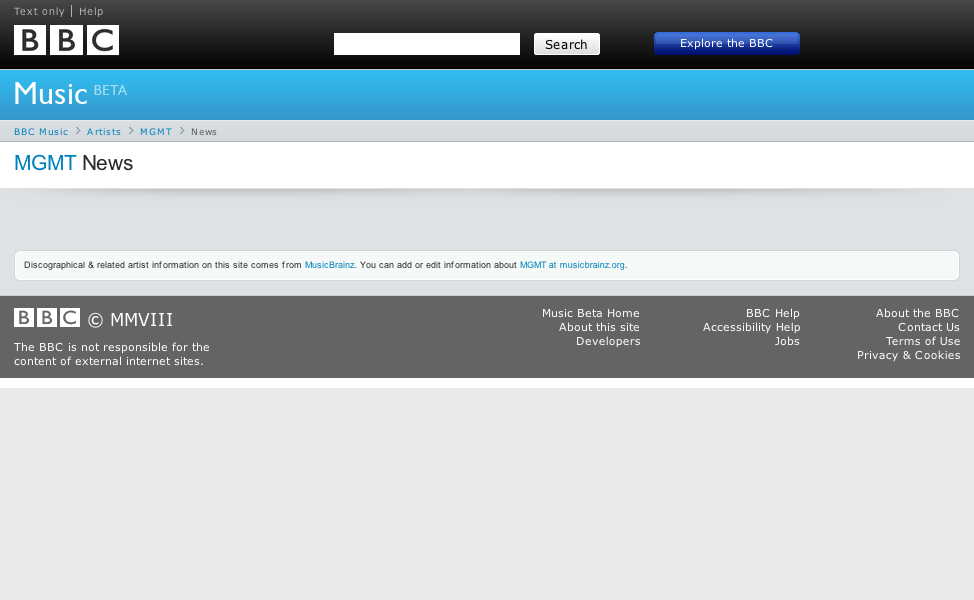 Text only | Help
BBC
Search
Explore the BBC
Music BETA
BBC Music > Artists > MGMT > News
MGMT News
Discographical & related artist information on this site comes from MusicBrainz. You can add or edit information about MGMT at musicbrainz.org.
BBC © MMVIII
The BBC is not responsible for the
content of external internet sites.
Music Beta Home
About this site
Developers
BBC Help
Accessibility Help
Jobs
About the BBC
Contact Us
Terms of Use
Privacy & Cookies